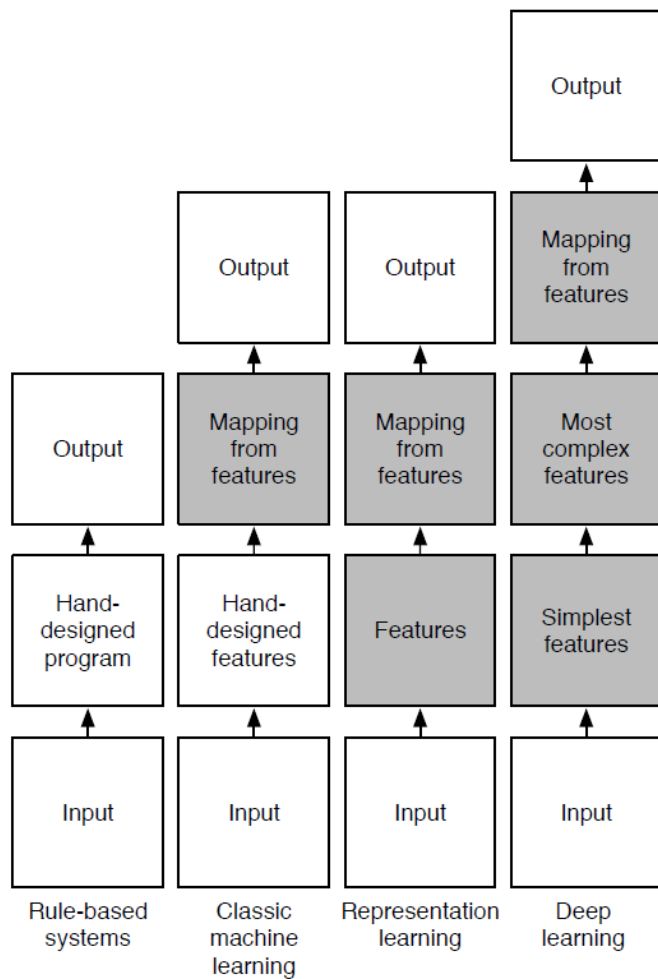 Output
Output
Output
Mapping
from
features
Output
Mapping
from
features
Mapping
from
features
Most
complex
features
Hand-
designed
program
Hand-
designed
features
Features
Simplest
features
Input
Input
Input
Input
Rule-based
systems
Classic
machine
learning
Representation
learning
Deep
learning